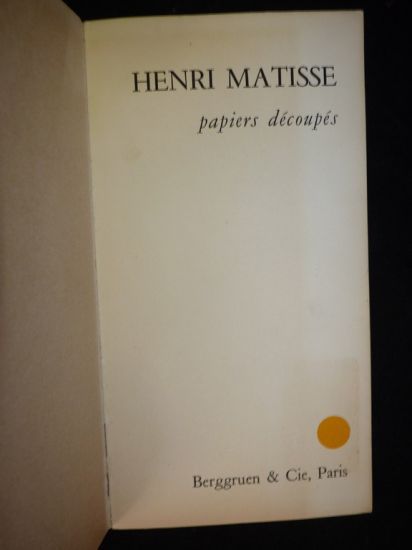 HENRI MATISSE
papiers découpés
Berggruen & Cie, Paris